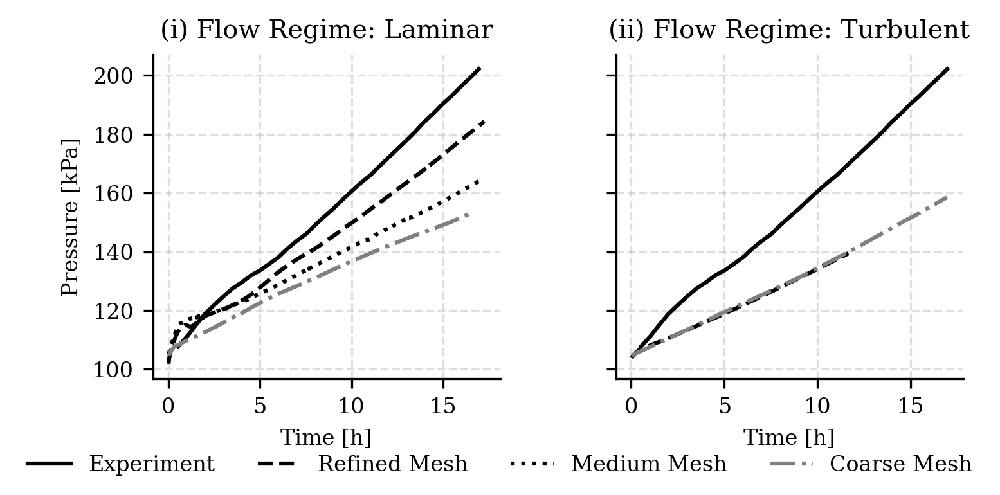 (i) Flow Regime: Laminar
(ii) Flow Regime: Turbulent
Pressure [kPa]
200
180
160
140
120
100
0 5 10 15
0 5 10 15
Time [h]
Time [h]
Experiment Refined Mesh Medium Mesh Coarse Mesh